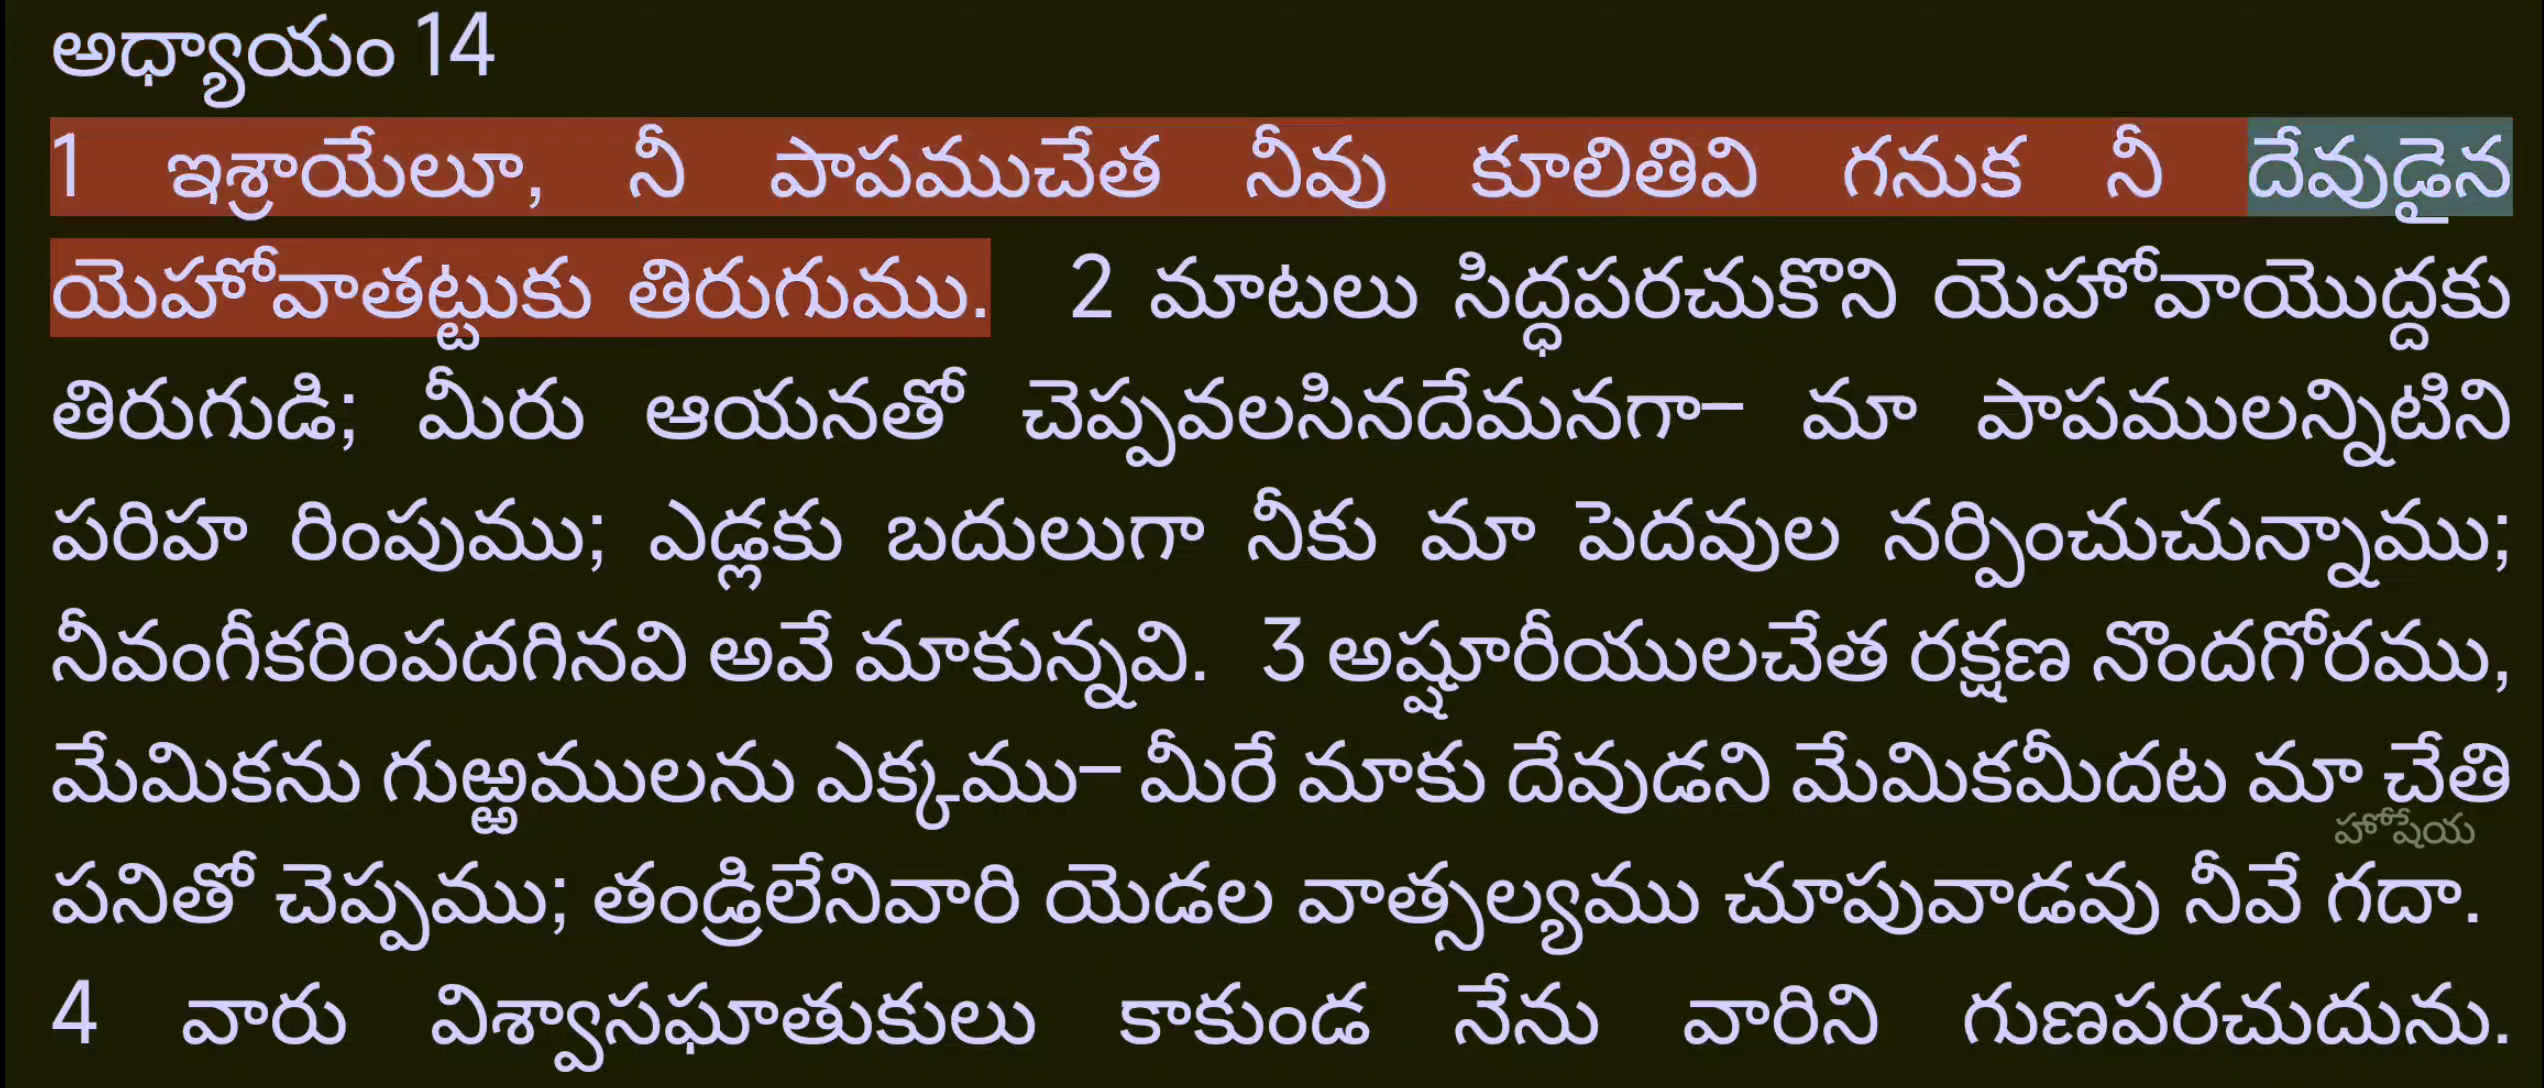 అధ్యాయం 14
1 ఇశ్రాయేలూ, నీ పాపముచేత నీవు కూలితివి గనుక నీ దేవుడైన
యెహోవాతట్టుకు తిరుగుము. 2 మాటలు సిద్ధపరచుకొని యెహోవాయొద్దకు
తిరుగుడి; మీరు ఆయనతో చెప్పవలసినదేమనగా– మా పాపములన్నిటిని
పరిహ రింపుము; ఎడ్లకు బదులుగా నీకు మా పెదవుల నర్పించుచున్నాము;
నీవంగీకరింపదగినవి అవే మాకున్నవి. 3 అష్షూరీయులచేత రక్షణ నొందగోరము,
మేమికను గుఱ్ఱములను ఎక్కము– మీరే మాకు దేవుడని మేమికమీదట మా చేతి
హోషేయ
పనితో చెప్పము; తండ్రిలేనివారి యెడల వాత్సల్యము చూపువాడవు నీవే గదా.
4 వారు విశ్వాసఘాతుకులు కాకుండ నేను వారిని గుణపరచుదును.